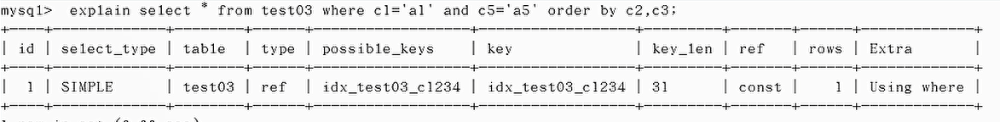 mysql>  explain select * from test03 where c1='a1' and c5='a5' order by c2,c3;
+----+-------------+--------+------+-----------------+-----------------+---------+-------+------+-------------+
| id | select_type | table  | type | possible_keys   | key             | key_len | ref   | rows | Extra       |
+----+-------------+--------+------+-----------------+-----------------+---------+-------+------+-------------+
|  1 | SIMPLE      | test03 | ref  | idx_test03_c1234 | idx_test03_c1234 | 31      | const |    1 | Using where |
+----+-------------+--------+------+-----------------+-----------------+---------+-------+------+-------------+